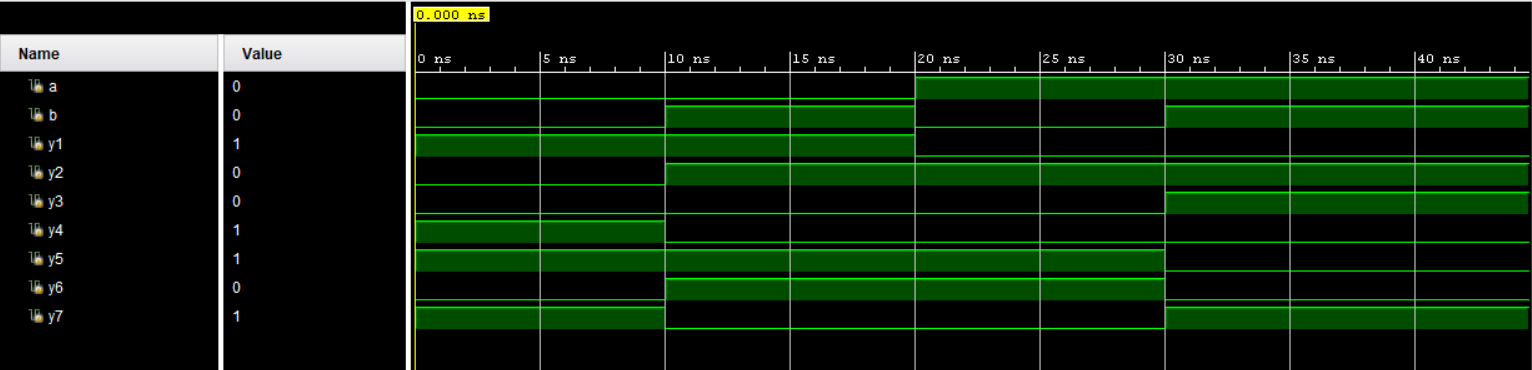 0.000 ns
Name Value
0 ns 5 ns 10 ns 15 ns 20 ns 25 ns 30 ns 35 ns 40 ns
a 0
b 0
y1 1
y2 0
y3 0
y4 1
y5 1
y6 0
y7 1